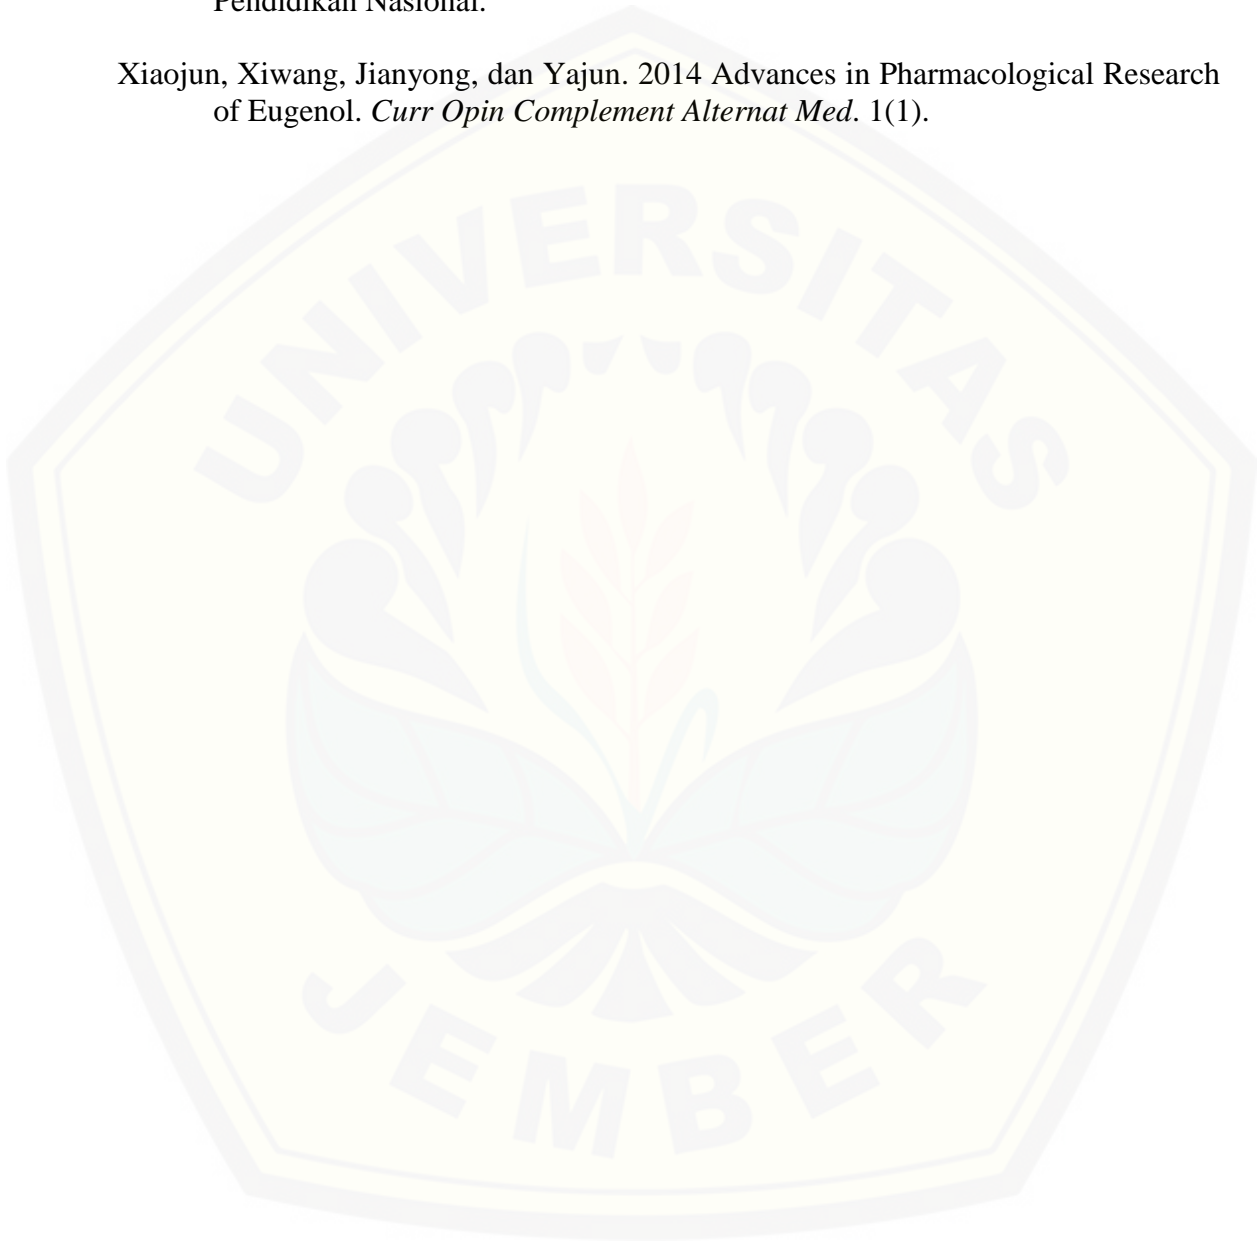 Pendidikan Nasional.
Xiaojun, Xiwang, Jianyong, dan Yajun. 2014 Advances in Pharmacological Research
of Eugenol. Curr Opin Complement Alternat Med. 1(1).
UNIVERSITAS
JEMBER